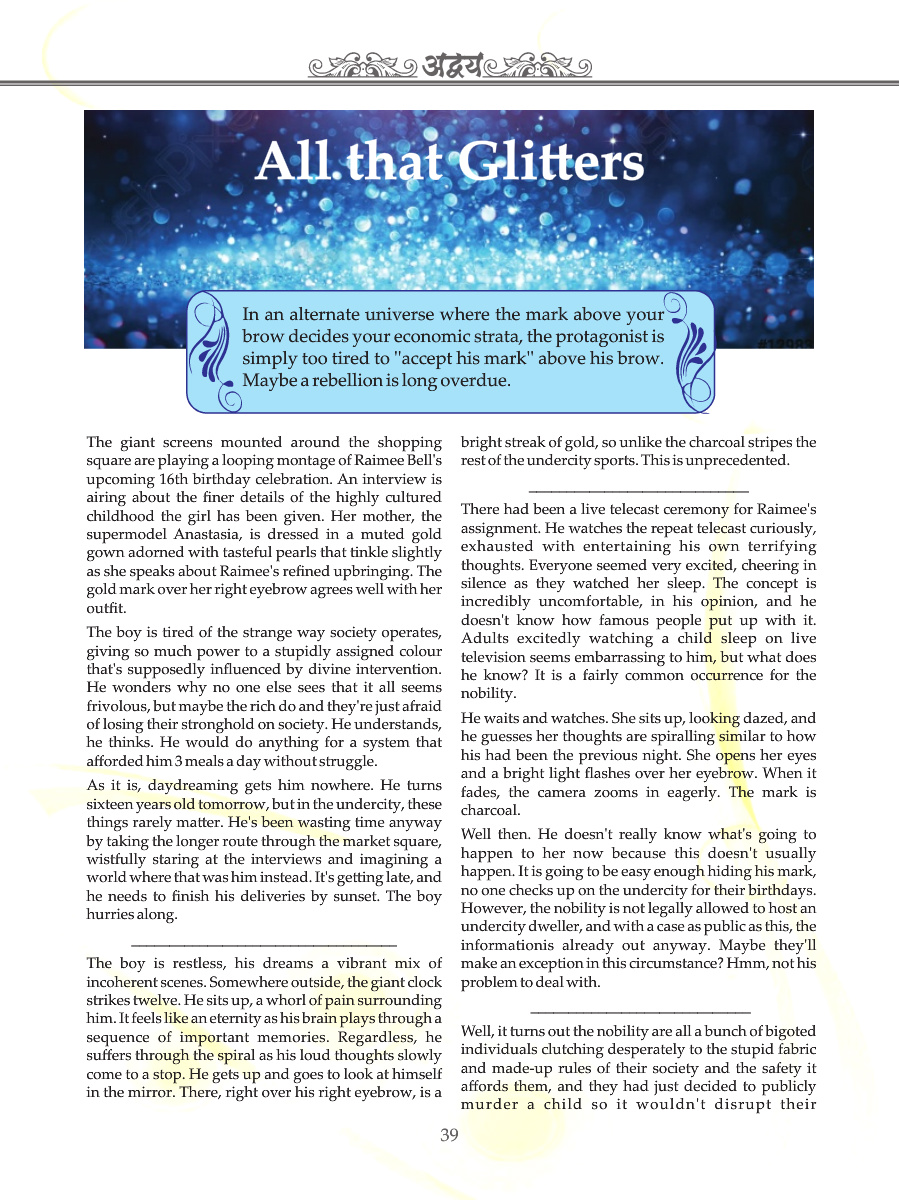 अद्वय
All that Glitters
In an alternate universe where the mark above your
brow decides your economic strata, the protagonist is
simply too tired to "accept his mark" above his brow.
Maybe a rebellion is long overdue.
The giant screens mounted around the shopping
square are playing a looping montage of Raimee Bell's
upcoming 16th birthday celebration. An interview is
airing about the finer details of the highly cultured
childhood the girl has been given. Her mother, the
supermodel Anastasia, is dressed in a muted gold
gown adorned with tasteful pearls that tinkle slightly
as she speaks about Raimee's refined upbringing. The
gold mark over her right eyebrow agrees well with her
outfit.
The boy is tired of the strange way society operates,
giving so much power to a stupidly assigned colour
that's supposedly influenced by divine intervention.
He wonders why no one else sees that it all seems
frivolous, but maybe the rich do and they're just afraid
of losing their stronghold on society. He understands,
he thinks. He would do anything for a system that
afforded him 3 meals a day without struggle.
As it is, daydreaming gets him nowhere. He turns
sixteen years old tomorrow, but in the undercity, these
things rarely matter. He's been wasting time anyway
by taking the longer route through the market square,
wistfully staring at the interviews and imagining a
world where that was him instead. It's getting late, and
he needs to finish his deliveries by sunset. The boy
hurries along.
The boy is restless, his dreams a vibrant mix of
incoherent scenes. Somewhere outside, the giant clock
strikes twelve. He sits up, a whorl of pain surrounding
him. It feels like an eternity as his brain plays through a
sequence of important memories. Regardless, he
suffers through the spiral as his loud thoughts slowly
come to a stop. He gets up and goes to look at himself
in the mirror. There, right over his right eyebrow, is a
bright streak of gold, so unlike the charcoal stripes the
rest of the undercity sports. This is unprecedented.
There had been a live telecast ceremony for Raimee's
assignment. He watches the repeat telecast curiously,
exhausted with entertaining his own terrifying
thoughts. Everyone seemed very excited, cheering in
silence as they watched her sleep. The concept is
incredibly uncomfortable, in his opinion, and he
doesn't know how famous people put up with it.
Adults excitedly watching a child sleep on live
television seems embarrassing to him, but what does
he know? It is a fairly common occurrence for the
nobility.
He waits and watches. She sits up, looking dazed, and
he guesses her thoughts are spiralling similar to how
his had been the previous night. She opens her eyes
and a bright light flashes over her eyebrow. When it
fades, the camera zooms in eagerly. The mark is
charcoal.
Well then. He doesn't really know what's going to
happen to her now because this doesn't usually
happen. It is going to be easy enough hiding his mark,
no one checks up on the undercity for their birthdays.
However, the nobility is not legally allowed to host an
undercity dweller, and with a case as public as this, the
informationis already out anyway. Maybe they'll
make an exception in this circumstance? Hmm, not his
problem to deal with.
Well, it turns out the nobility are all a bunch of bigoted
individuals clutching desperately to the stupid fabric
and made-up rules of their society and the safety it
affords them, and they had just decided to publicly
murder a child so it wouldn't disrupt their
39